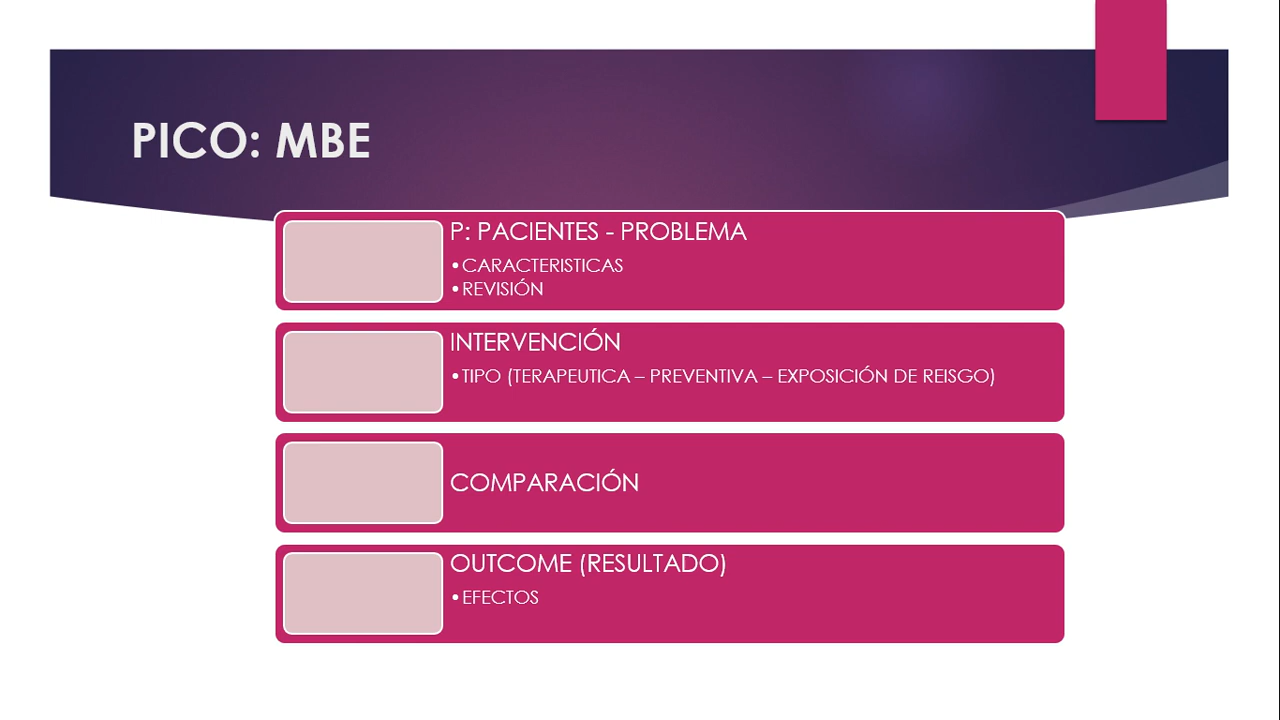 PICO: MBE
P: PACIENTES - PROBLEMA
•CARACTERISTICAS
•REVISIÓN
INTERVENCIÓN
•TIPO (TERAPEUTICA – PREVENTIVA – EXPOSICIÓN DE REISGO)
COMPARACIÓN
OUTCOME (RESULTADO)
•EFECTOS